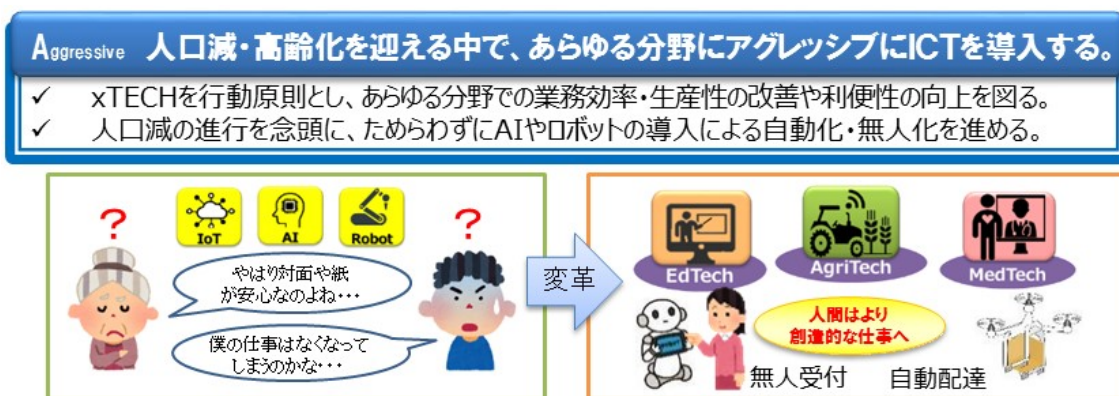 Aggressive 人口減・高齢化を迎える中で、あらゆる分野にアグレッシブにICTを導入する。
✓ xTECHを行動原則とし、あらゆる分野での業務効率・生産性の改善や利便性の向上を図る。
✓ 人口減の進行を念頭に、ためらわずにAIやロボットの導入による自動化・無人化を進める。
?
IoT
AI
Robot
?
やはり対面や紙
が安心なのよね・・・
僕の仕事はなくなって
しまうのかな・・・
変革
EdTech
AgriTech
MedTech
人間はより
創造的な仕事へ
無人受付
自動配達